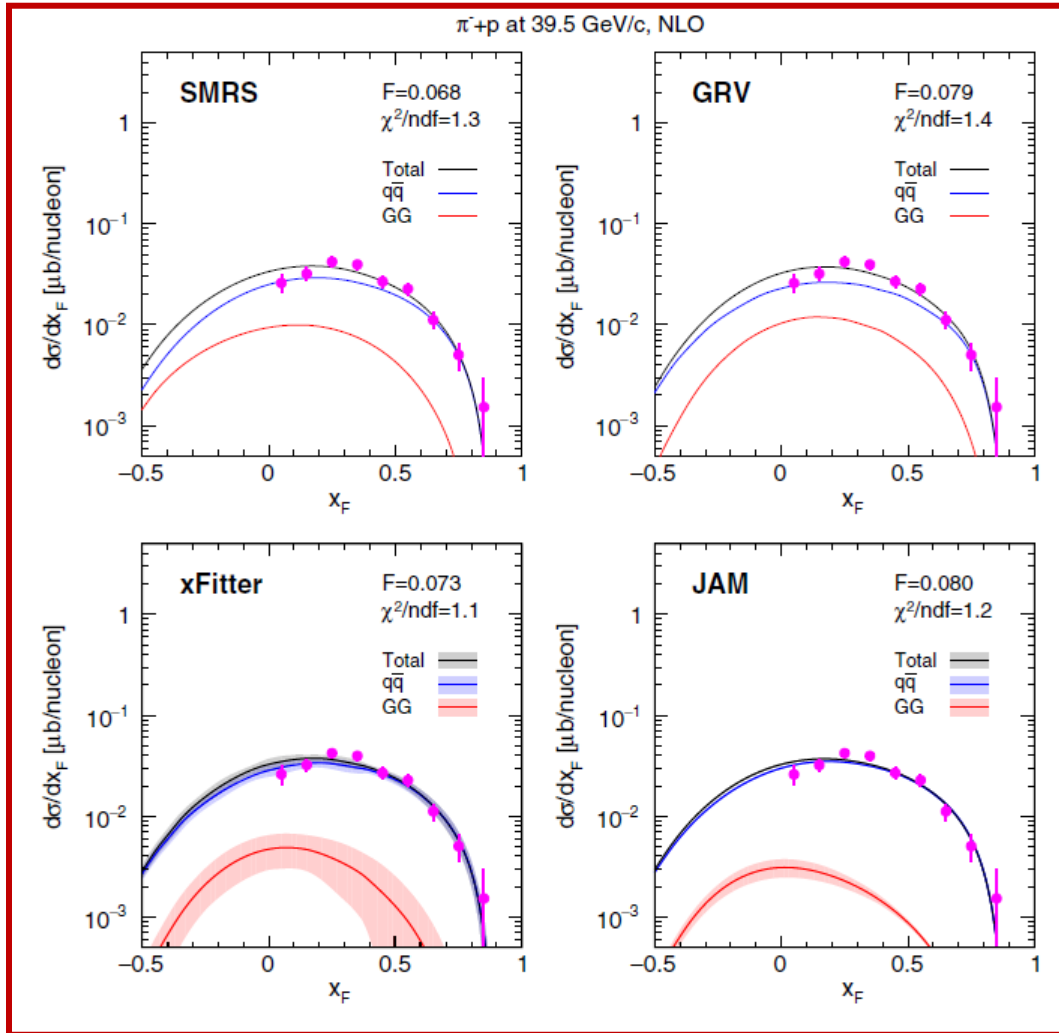 π⁻+p at 39.5 GeV/c, NLO
SMRS
F=0.068
χ²/ndf=1.3
Total
qq̅
GG
dσ/dx_F [μb/nucleon]
1
10⁻¹
10⁻²
10⁻³
−0.5 0 0.5 1
x_F
GRV
F=0.079
χ²/ndf=1.4
Total
qq̅
GG
dσ/dx_F [μb/nucleon]
1
10⁻¹
10⁻²
10⁻³
−0.5 0 0.5 1
x_F
xFitter
F=0.073
χ²/ndf=1.1
Total
qq̅
GG
dσ/dx_F [μb/nucleon]
1
10⁻¹
10⁻²
10⁻³
−0.5 0 0.5 1
x_F
JAM
F=0.080
χ²/ndf=1.2
Total
qq̅
GG
dσ/dx_F [μb/nucleon]
1
10⁻¹
10⁻²
10⁻³
−0.5 0 0.5 1
x_F